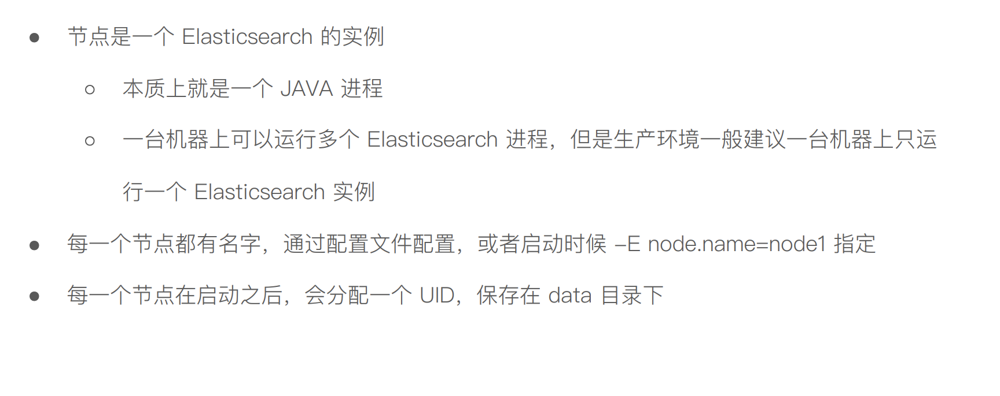 ● 节点是一个 Elasticsearch 的实例
○ 本质上就是一个 JAVA 进程
○ 一台机器上可以运行多个 Elasticsearch 进程，但是生产环境一般建议一台机器上只运
行一个 Elasticsearch 实例
● 每一个节点都有名字，通过配置文件配置，或者启动时候 -E node.name=node1 指定
● 每一个节点在启动之后，会分配一个 UID，保存在 data 目录下